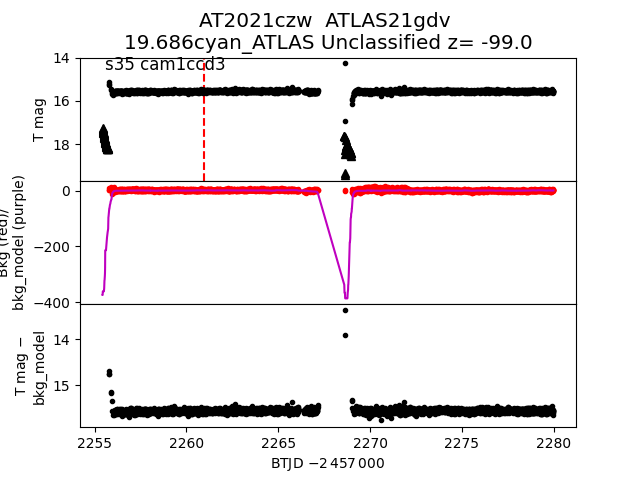 AT2021czw ATLAS21gdv
19.686cyan_ATLAS Unclassified z= -99.0
s35 cam1ccd3
14
16
18
T mag
0
−200
−400
Bkg (red)/
bkg_model (purple)
14
15
T mag −
bkg_model
2255 2260 2265 2270 2275 2280
BTJD −2 457 000